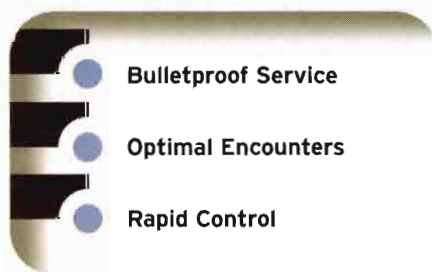 Bulletproof Service
Optimal Encounters
Rapid Control